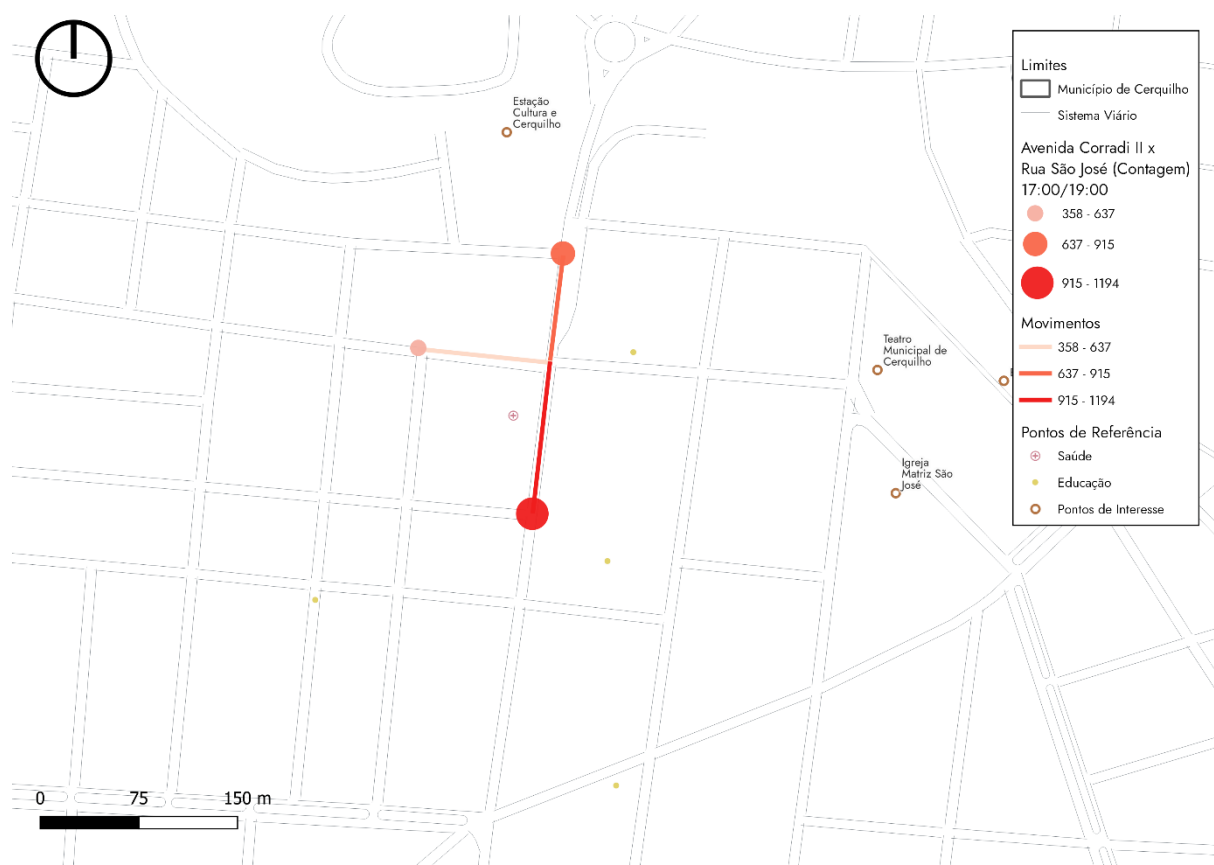 Estação
Cultura e
Cerquilho
Teatro
Municipal de
Cerquilho
Igreja
Matriz São
José
0 75 150 m
Limites
Município de Cerquilho
Sistema Viário
Avenida Corradi II x
Rua São José (Contagem)
17:00/19:00
358 - 637
637 - 915
915 - 1194
Movimentos
358 - 637
637 - 915
915 - 1194
Pontos de Referência
Saúde
Educação
Pontos de Interesse